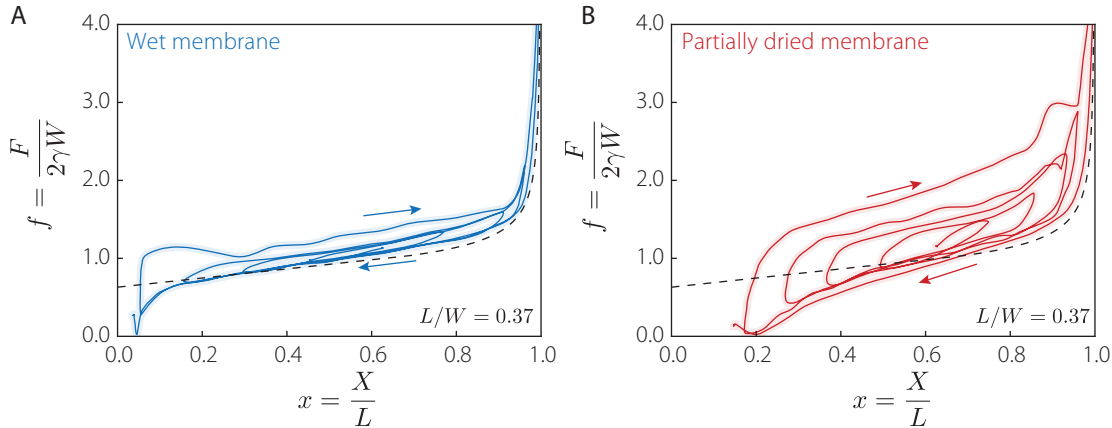 A
Wet membrane
4.0
3.0
2.0
1.0
0.0
f = F / 2γW
L/W = 0.37
0.0 0.2 0.4 0.6 0.8 1.0
x = X / L
B
Partially dried membrane
4.0
3.0
2.0
1.0
0.0
f = F / 2γW
L/W = 0.37
0.0 0.2 0.4 0.6 0.8 1.0
x = X / L